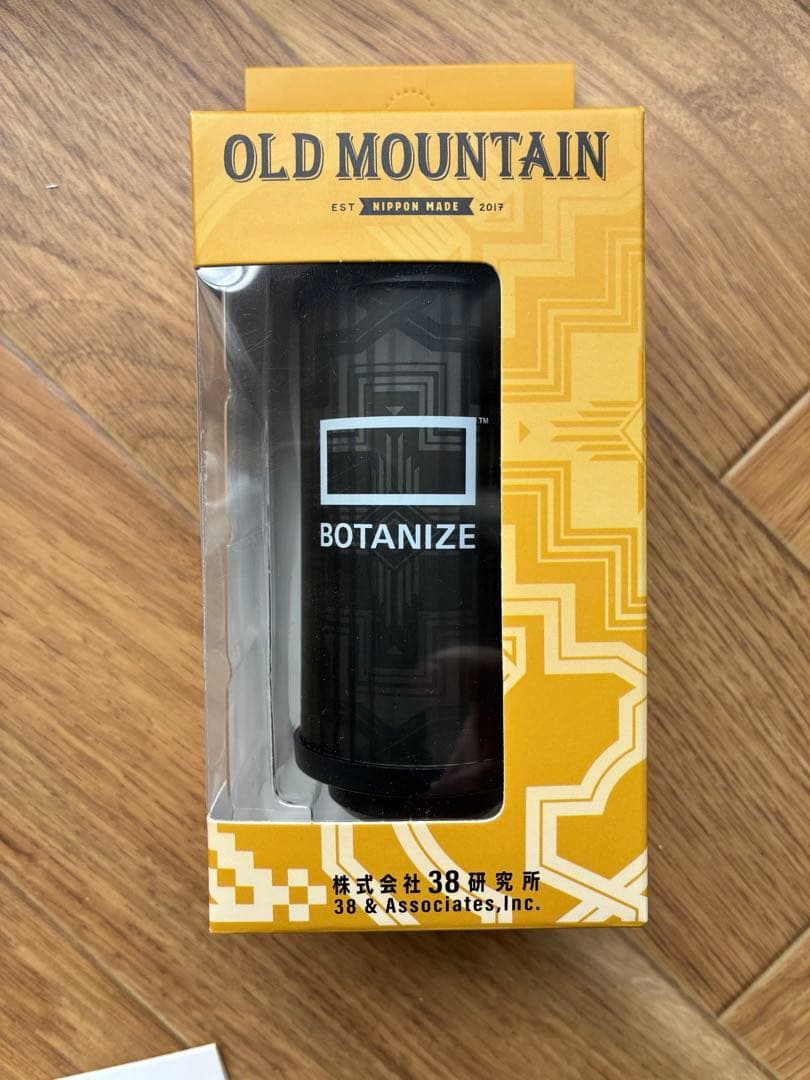 OLD MOUNTAIN
EST NIPPON MADE 2017
™
BOTANIZE
株式会社38研究所
38 & Associates,Inc.